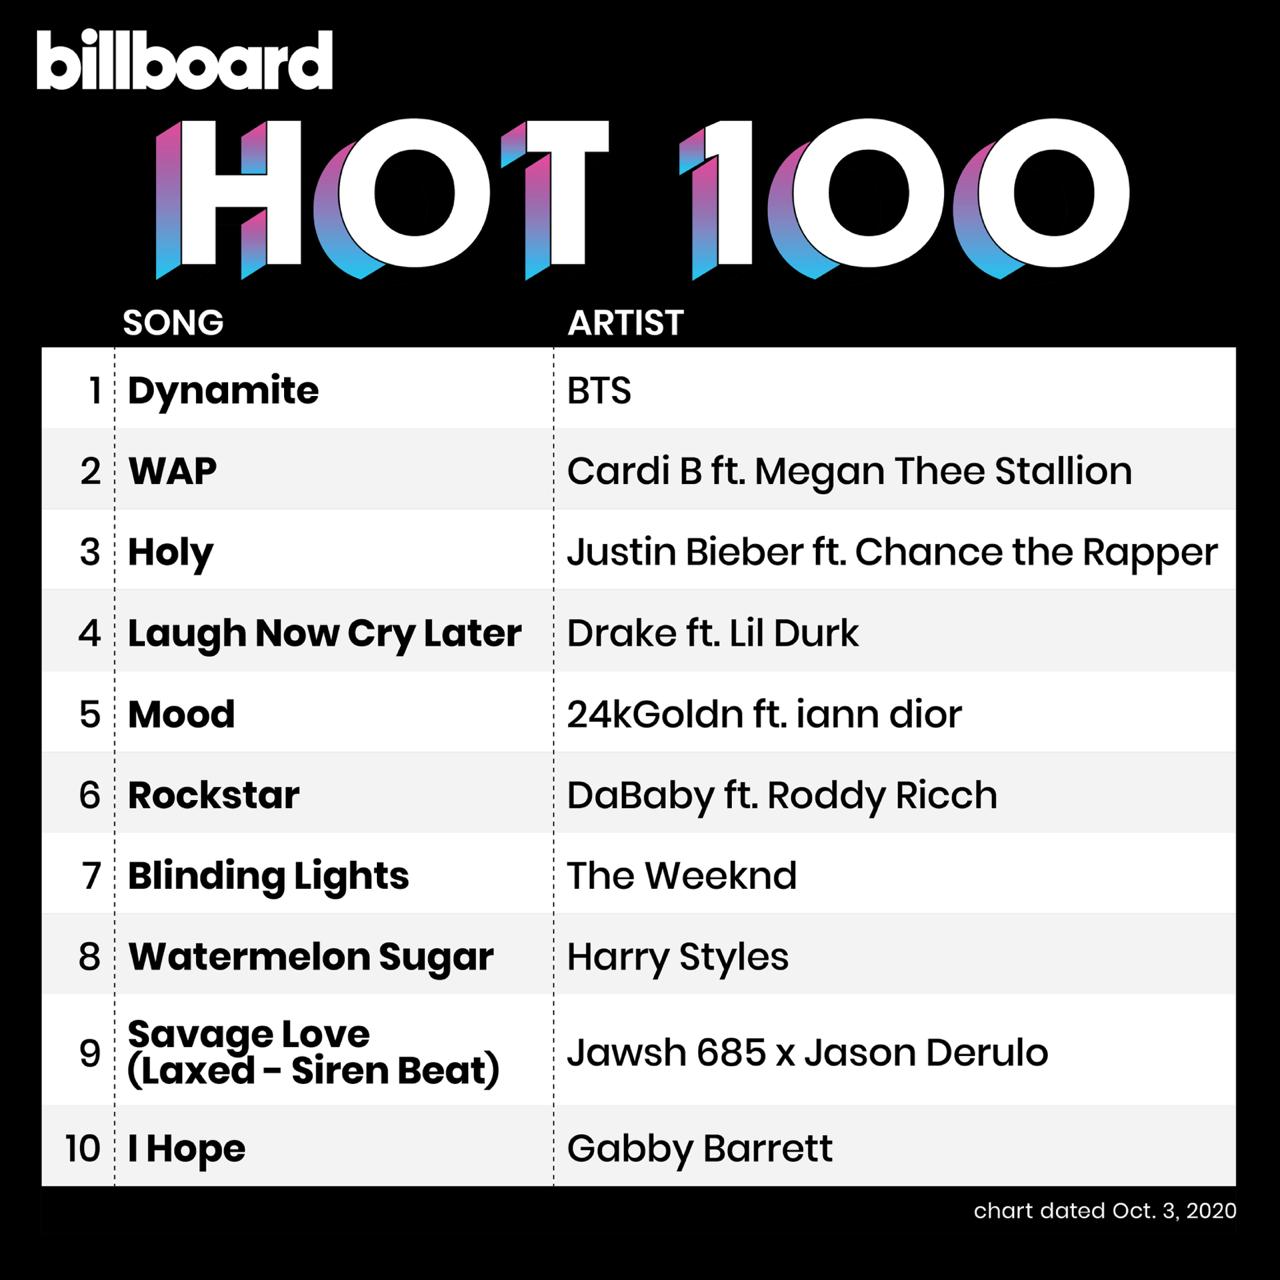 billboard
HOT 100
SONG ARTIST
1 Dynamite BTS
2 WAP Cardi B ft. Megan Thee Stallion
3 Holy Justin Bieber ft. Chance the Rapper
4 Laugh Now Cry Later Drake ft. Lil Durk
5 Mood 24kGoldn ft. iann dior
6 Rockstar DaBaby ft. Roddy Ricch
7 Blinding Lights The Weeknd
8 Watermelon Sugar Harry Styles
9 Savage Love
(Laxed - Siren Beat) Jawsh 685 x Jason Derulo
10 I Hope Gabby Barrett
chart dated Oct. 3, 2020